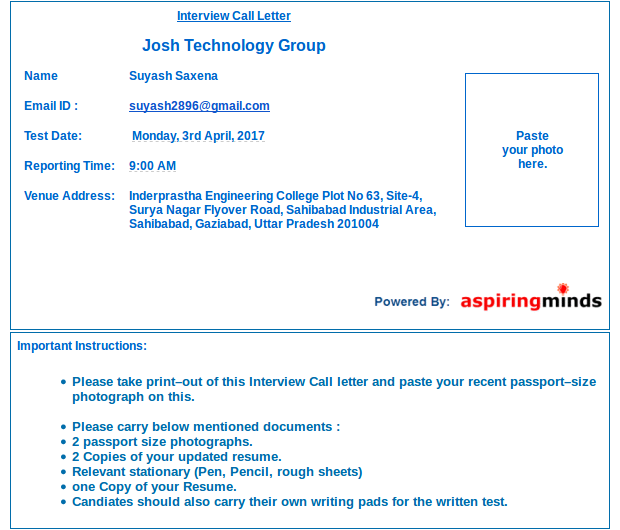 Interview Call Letter
Josh Technology Group
Name Suyash Saxena
Email ID : suyash2896@gmail.com
Test Date: Monday, 3rd April, 2017
Reporting Time: 9:00 AM
Venue Address: Inderprastha Engineering College Plot No 63, Site-4,
Surya Nagar Flyover Road, Sahibabad Industrial Area,
Sahibabad, Gaziabad, Uttar Pradesh 201004
Paste
your photo
here.
Powered By: aspiringminds
Important Instructions:
• Please take print–out of this Interview Call letter and paste your recent passport–size
photograph on this.
• Please carry below mentioned documents :
• 2 passport size photographs.
• 2 Copies of your updated resume.
• Relevant stationary (Pen, Pencil, rough sheets)
• one Copy of your Resume.
• Candiates should also carry their own writing pads for the written test.